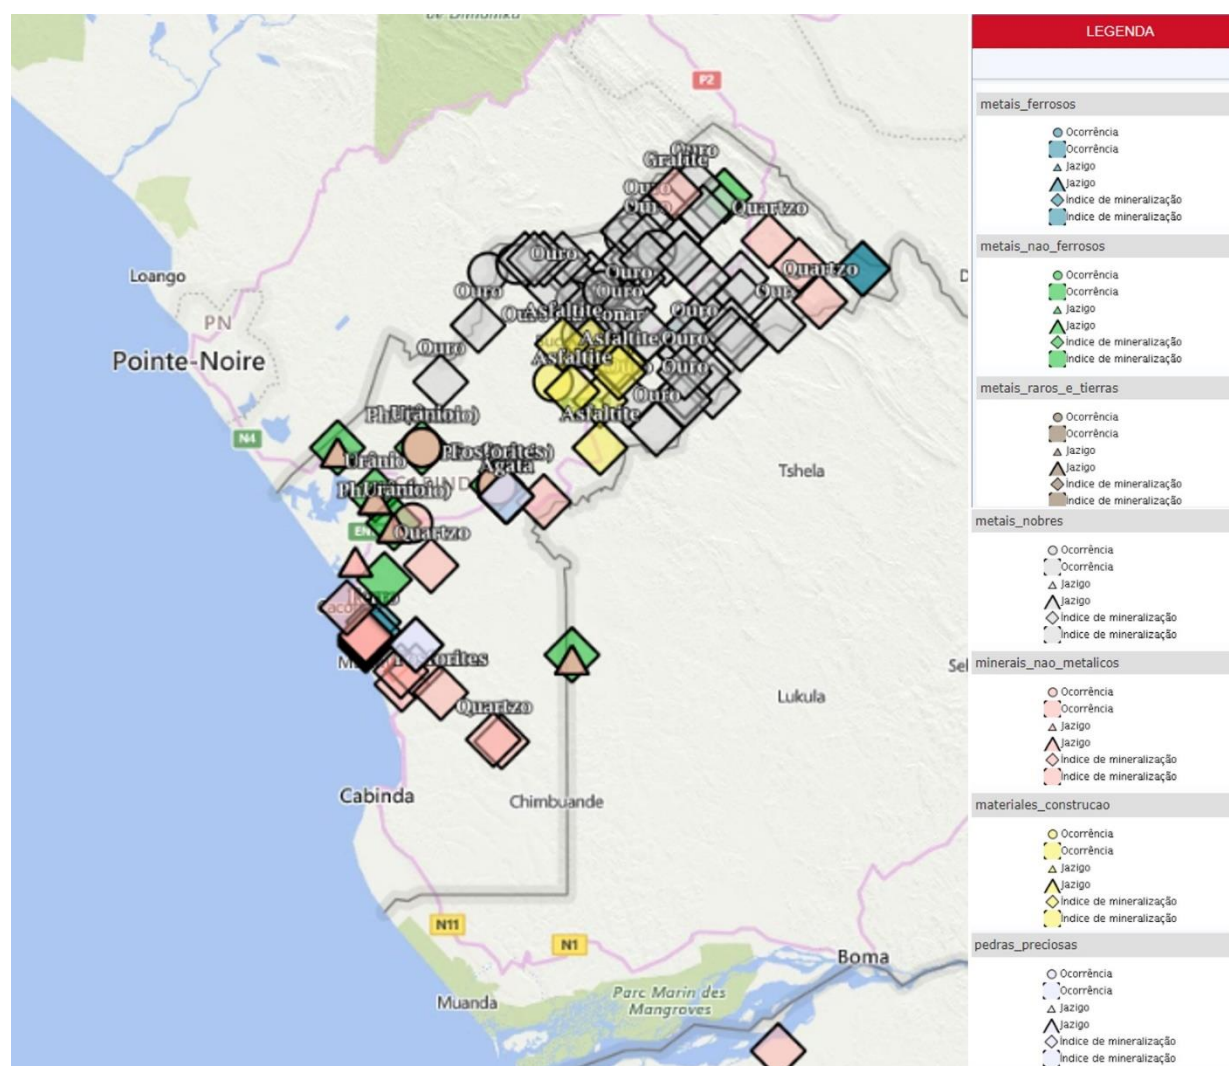 de Dimonika
P2
Ouro
Grafite
Ouro
Ouro
Quartzo
Loango
Ouro
Quartzo
Ouro
Ouro
PN
Ouro
Asfaltite
Ouro
Pointe-Noire
Ouro
Asfaltite
Ouro
Asfaltite
Ouro
Ouro
Asfaltite
N4
Urânio
Agata
Tshela
Quartzo
Quartzo
Lukula
Cabinda
Chimbuande
N11
N1
Boma
Muanda
Parc Marin des
Mangroves
LEGENDA
metais_ferrosos
Ocorrência
Ocorrência
Jazigo
Jazigo
Índice de mineralização
Índice de mineralização
metais_nao_ferrosos
Ocorrência
Ocorrência
Jazigo
Jazigo
Índice de mineralização
Índice de mineralização
metais_raros_e_tierras
Ocorrência
Ocorrência
Jazigo
Jazigo
Índice de mineralização
Índice de mineralização
metais_nobres
Ocorrência
Ocorrência
Jazigo
Jazigo
Índice de mineralização
Índice de mineralização
minerais_nao_metalicos
Ocorrência
Ocorrência
Jazigo
Jazigo
Índice de mineralização
Índice de mineralização
materiales_construcao
Ocorrência
Ocorrência
Jazigo
Jazigo
Índice de mineralização
Índice de mineralização
pedras_preciosas
Ocorrência
Ocorrência
Jazigo
Jazigo
Índice de mineralização
Índice de mineralização